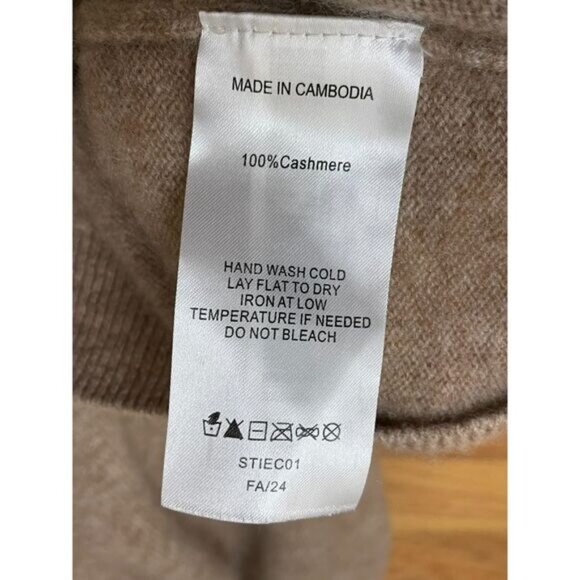 MADE IN CAMBODIA
100%Cashmere
HAND WASH COLD
LAY FLAT TO DRY
IRON AT LOW
TEMPERATURE IF NEEDED
DO NOT BLEACH
STIEC01
FA/24